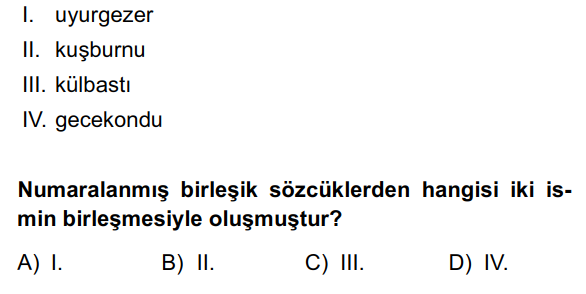 I. uyurgezer
II. kuşburnu
III. külbastı
IV. gecekondu
Numaralanmış birleşik sözcüklerden hangisi iki is-
min birleşmesiyle oluşmuştur?
A) I. B) II. C) III. D) IV.